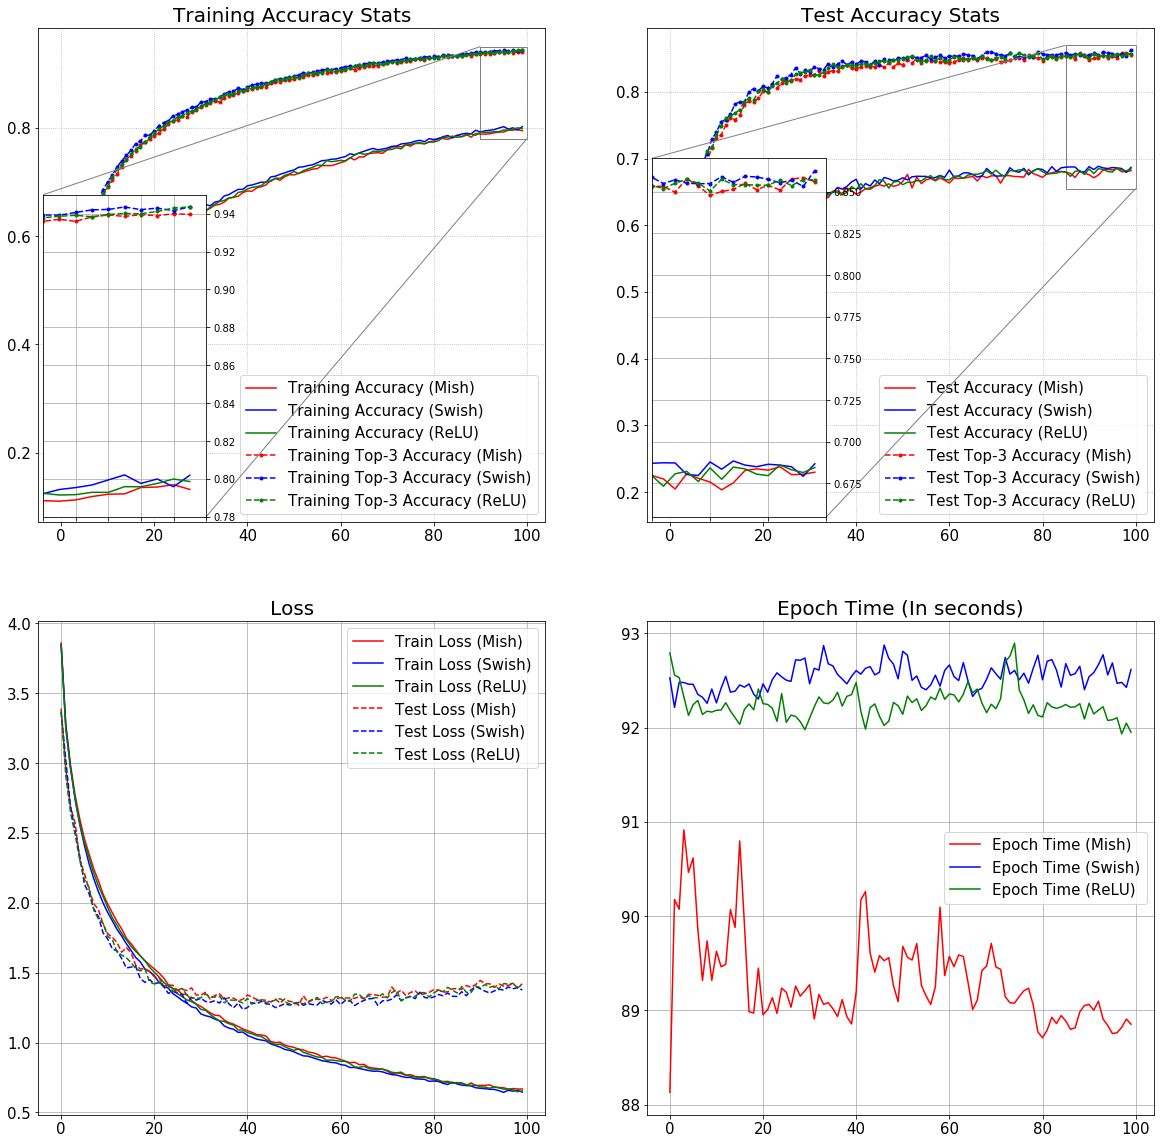 Training Accuracy Stats
0.8
0.6
0.4
0.2
0.94
0.92
0.90
0.88
0.86
0.84
0.82
0.80
0.78
Training Accuracy (Mish)
Training Accuracy (Swish)
Training Accuracy (ReLU)
Training Top-3 Accuracy (Mish)
Training Top-3 Accuracy (Swish)
Training Top-3 Accuracy (ReLU)
0 20 40 60 80 100
Test Accuracy Stats
0.8
0.7
0.6
0.5
0.4
0.3
0.2
0.850
0.825
0.800
0.775
0.750
0.725
0.700
0.675
Test Accuracy (Mish)
Test Accuracy (Swish)
Test Accuracy (ReLU)
Test Top-3 Accuracy (Mish)
Test Top-3 Accuracy (Swish)
Test Top-3 Accuracy (ReLU)
0 20 40 60 80 100
Loss
4.0
3.5
3.0
2.5
2.0
1.5
1.0
0.5
Train Loss (Mish)
Train Loss (Swish)
Train Loss (ReLU)
Test Loss (Mish)
Test Loss (Swish)
Test Loss (ReLU)
0 20 40 60 80 100
Epoch Time (In seconds)
93
92
91
90
89
88
Epoch Time (Mish)
Epoch Time (Swish)
Epoch Time (ReLU)
0 20 40 60 80 100